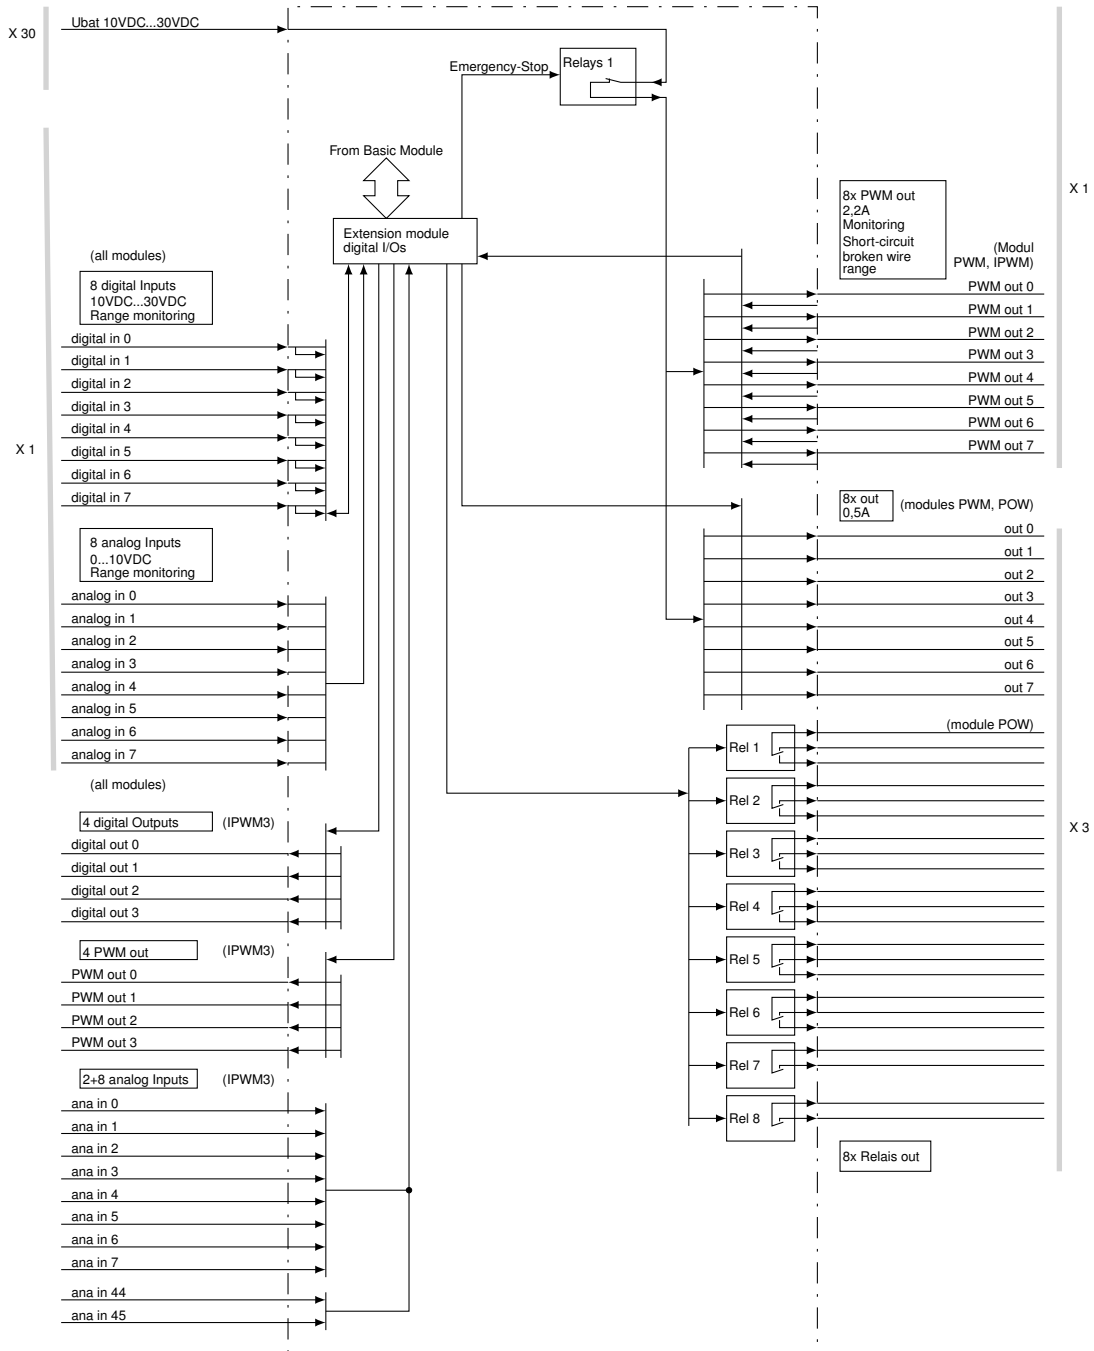 X 30
Ubat 10VDC...30VDC
Emergency-Stop
Relays 1
From Basic Module
Extension module
digital I/Os
X 1
(all modules)
8 digital Inputs
10VDC...30VDC
Range monitoring
digital in 0
digital in 1
digital in 2
digital in 3
digital in 4
digital in 5
digital in 6
digital in 7
8 analog Inputs
0...10VDC
Range monitoring
analog in 0
analog in 1
analog in 2
analog in 3
analog in 4
analog in 5
analog in 6
analog in 7
(all modules)
4 digital Outputs
(IPWM3)
digital out 0
digital out 1
digital out 2
digital out 3
4 PWM out
(IPWM3)
PWM out 0
PWM out 1
PWM out 2
PWM out 3
2+8 analog Inputs
(IPWM3)
ana in 0
ana in 1
ana in 2
ana in 3
ana in 4
ana in 5
ana in 6
ana in 7
ana in 44
ana in 45
X 1
8x PWM out
2,2A
Monitoring
Short-circuit
broken wire
range
(Modul
PWM, IPWM)
PWM out 0
PWM out 1
PWM out 2
PWM out 3
PWM out 4
PWM out 5
PWM out 6
PWM out 7
8x out
0,5A
(modules PWM, POW)
out 0
out 1
out 2
out 3
out 4
out 5
out 6
out 7
(module POW)
Rel 1
Rel 2
Rel 3
Rel 4
Rel 5
Rel 6
Rel 7
Rel 8
X 3
8x Relais out